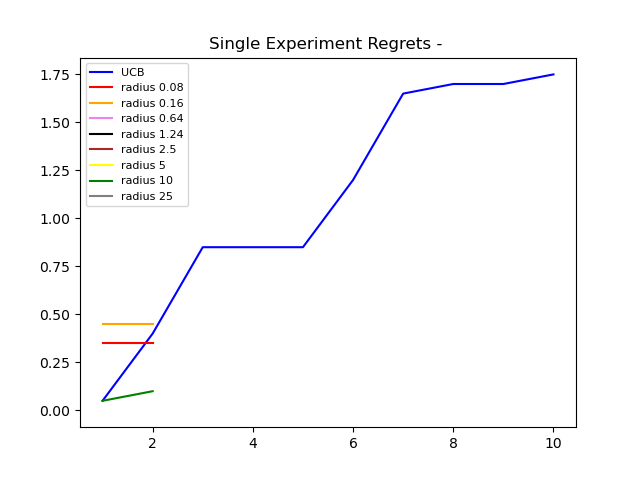 Single Experiment Regrets -
UCB
radius 0.08
radius 0.16
radius 0.64
radius 1.24
radius 2.5
radius 5
radius 10
radius 25
1.75
1.50
1.25
1.00
0.75
0.50
0.25
0.00
2 4 6 8 10